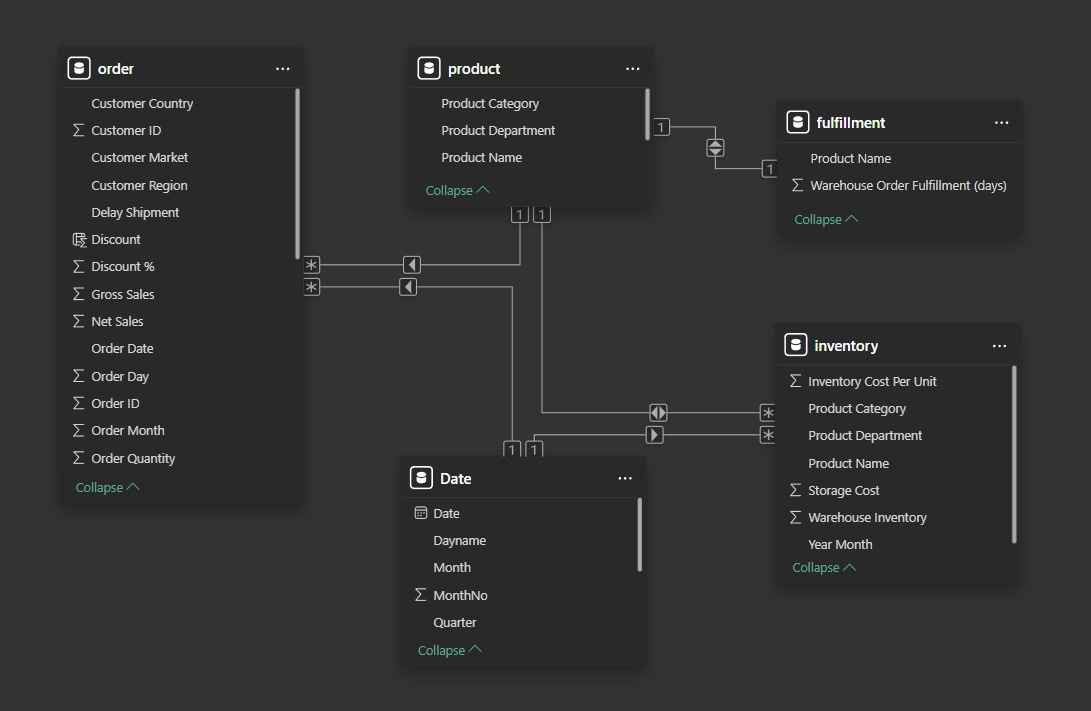 order
Customer Country
Customer ID
Customer Market
Customer Region
Delay Shipment
Discount
Discount %
Gross Sales
Net Sales
Order Date
Order Day
Order ID
Order Month
Order Quantity
Collapse
product
Product Category
Product Department
Product Name
Collapse
1
1
1
1
fulfillment
Product Name
Warehouse Order Fulfillment (days)
Collapse
*
*
1
1
Date
Date
Dayname
Month
MonthNo
Quarter
Collapse
*
*
inventory
Inventory Cost Per Unit
Product Category
Product Department
Product Name
Storage Cost
Warehouse Inventory
Year Month
Collapse